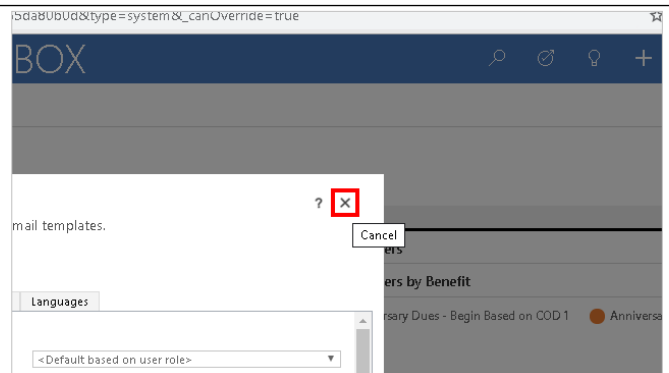 5da80b0d&type=system&_canOverride=true
BOX
?
mail templates.
Cancel
ers
ers by Benefit
Languages
rsary Dues - Begin Based on COD 1
Anniversa
<Default based on user role>